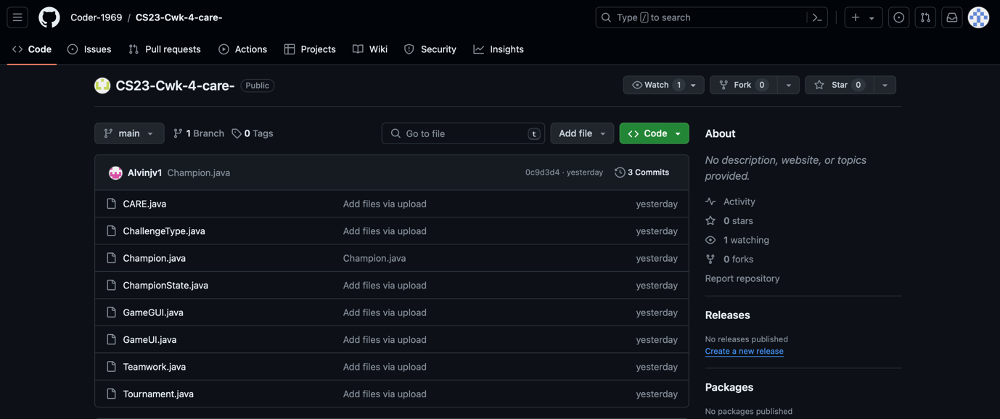 Coder-1969 / CS23-Cwk-4-care-
Type / to search
Code Issues Pull requests Actions Projects Wiki Security Insights
CS23-Cwk-4-care- Public
Watch 1 Fork 0 Star 0
main 1 Branch 0 Tags Go to file t Add file Code
Alvinjv1 Champion.java 0c9d3d4 · yesterday 3 Commits
CARE.java Add files via upload yesterday
ChallengeType.java Add files via upload yesterday
Champion.java Champion.java yesterday
ChampionState.java Add files via upload yesterday
GameGUI.java Add files via upload yesterday
GameUI.java Add files via upload yesterday
Teamwork.java Add files via upload yesterday
Tournament.java Add files via upload yesterday
About
No description, website, or topics
provided.
Activity
0 stars
1 watching
0 forks
Report repository
Releases
No releases published
Create a new release
Packages
No packages published